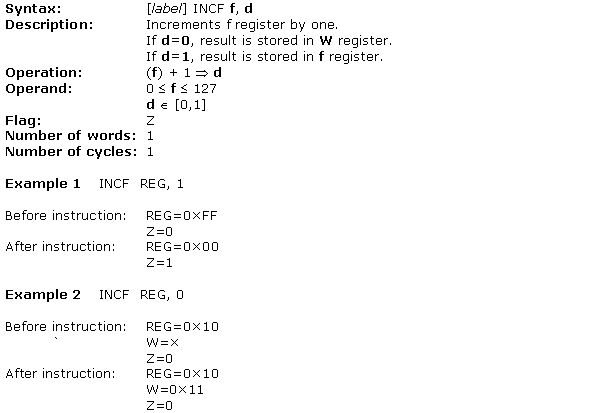 Syntax: [label] INCF f, d
Description: Increments f register by one.
If d=0, result is stored in W register.
If d=1, result is stored in f register.
Operation: (f) + 1 ⇒ d
Operand: 0 ≤ f ≤ 127
d ∈ [0,1]
Flag: Z
Number of words: 1
Number of cycles: 1
Example 1 INCF REG, 1
Before instruction: REG=0×FF
Z=0
After instruction: REG=0×00
Z=1
Example 2 INCF REG, 0
Before instruction: REG=0×10
` W=×
Z=0
After instruction: REG=0×10
W=0×11
Z=0